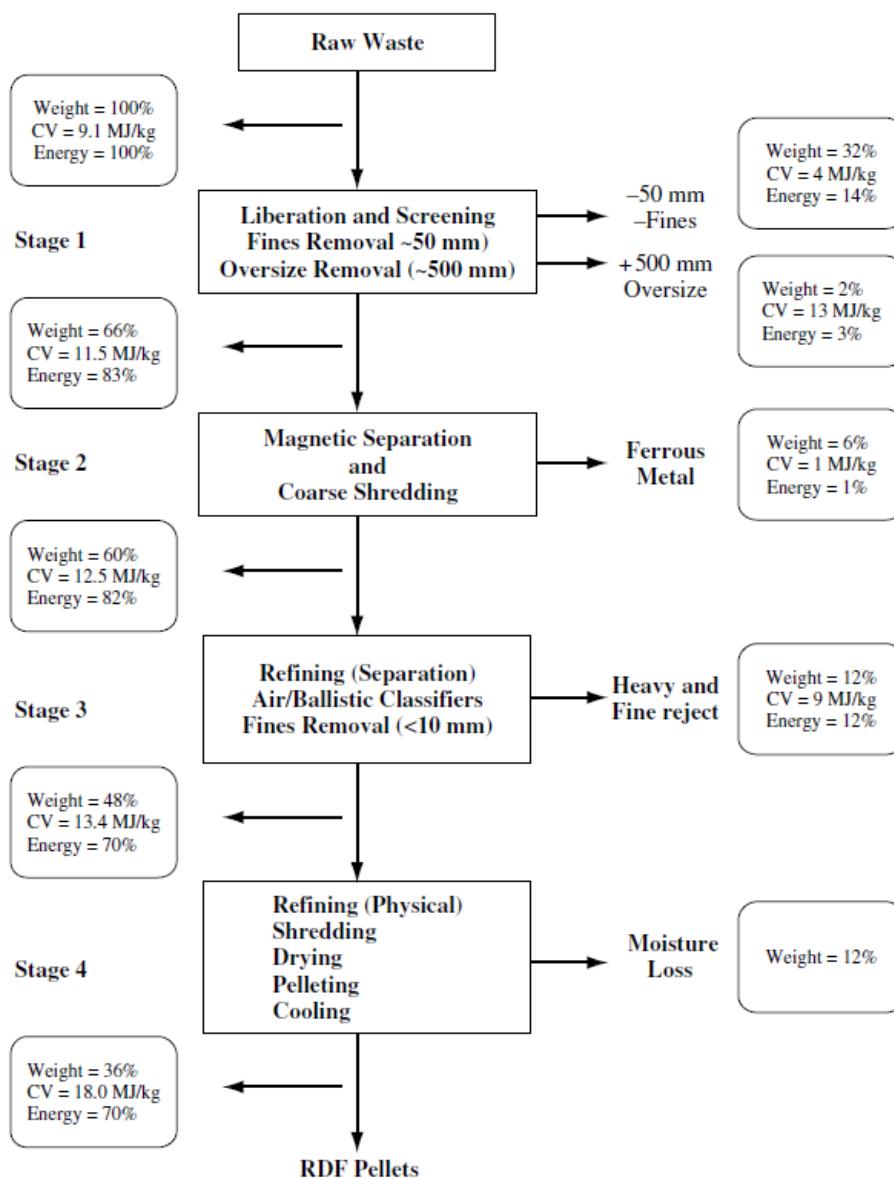 Raw Waste
Weight = 100%
CV = 9.1 MJ/kg
Energy = 100%
Stage 1
Liberation and Screening
Fines Removal ~50 mm)
Oversize Removal (~500 mm)
–50 mm
–Fines
+500 mm
Oversize
Weight = 32%
CV = 4 MJ/kg
Energy = 14%
Weight = 2%
CV = 13 MJ/kg
Energy = 3%
Weight = 66%
CV = 11.5 MJ/kg
Energy = 83%
Stage 2
Magnetic Separation
and
Coarse Shredding
Ferrous
Metal
Weight = 6%
CV = 1 MJ/kg
Energy = 1%
Weight = 60%
CV = 12.5 MJ/kg
Energy = 82%
Stage 3
Refining (Separation)
Air/Ballistic Classifiers
Fines Removal (<10 mm)
Heavy and
Fine reject
Weight = 12%
CV = 9 MJ/kg
Energy = 12%
Weight = 48%
CV = 13.4 MJ/kg
Energy = 70%
Stage 4
Refining (Physical)
Shredding
Drying
Pelleting
Cooling
Moisture
Loss
Weight = 12%
Weight = 36%
CV = 18.0 MJ/kg
Energy = 70%
RDF Pellets